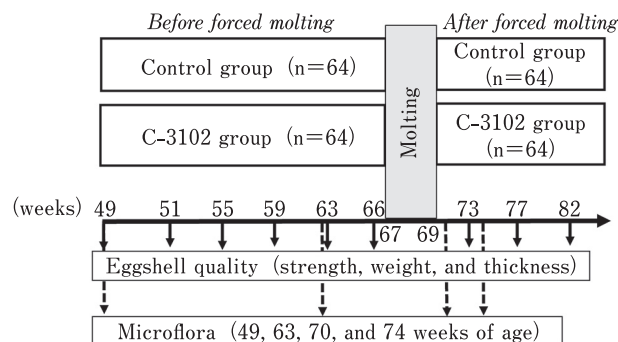 Before forced molting
After forced molting
Control group (n=64)
Control group
(n=64)
C-3102 group (n=64)
C-3102 group
(n=64)
Molting
(weeks) 49 51 55 59 63 66 67 69 73 77 82
Eggshell quality (strength, weight, and thickness)
Microflora (49, 63, 70, and 74 weeks of age)